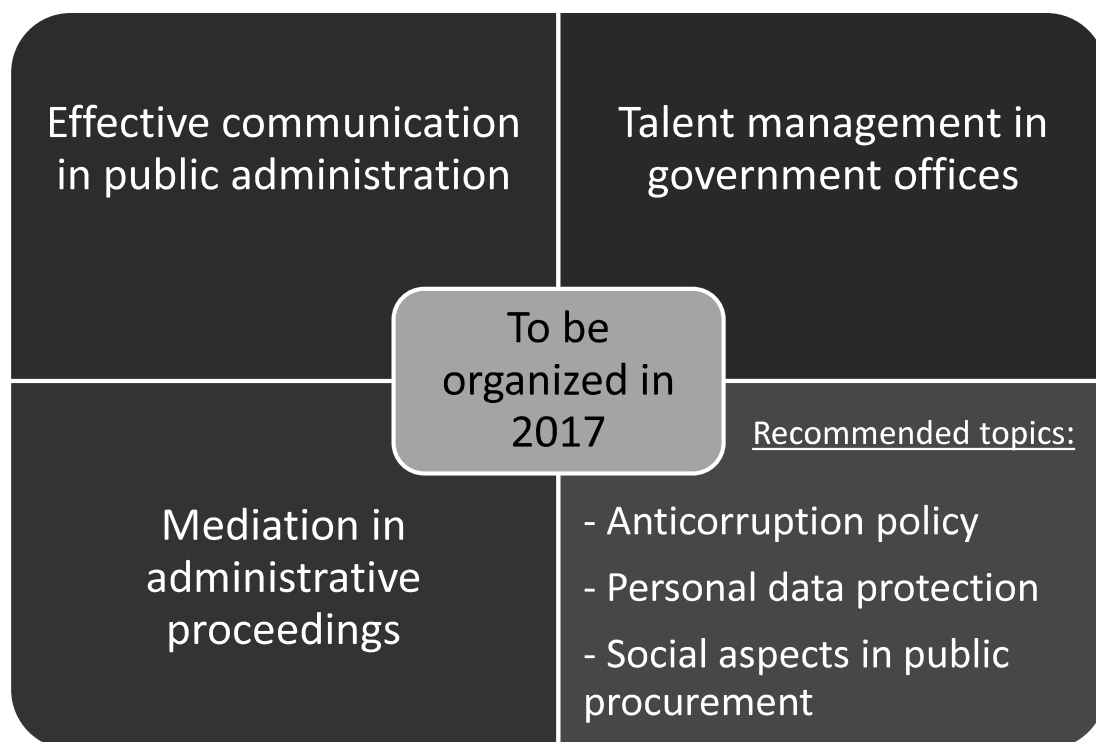 Effective communication
in public administration
Talent management in
government offices
To be
organized in
2017
Mediation in
administrative
proceedings
Recommended topics:
- Anticorruption policy
- Personal data protection
- Social aspects in public
procurement